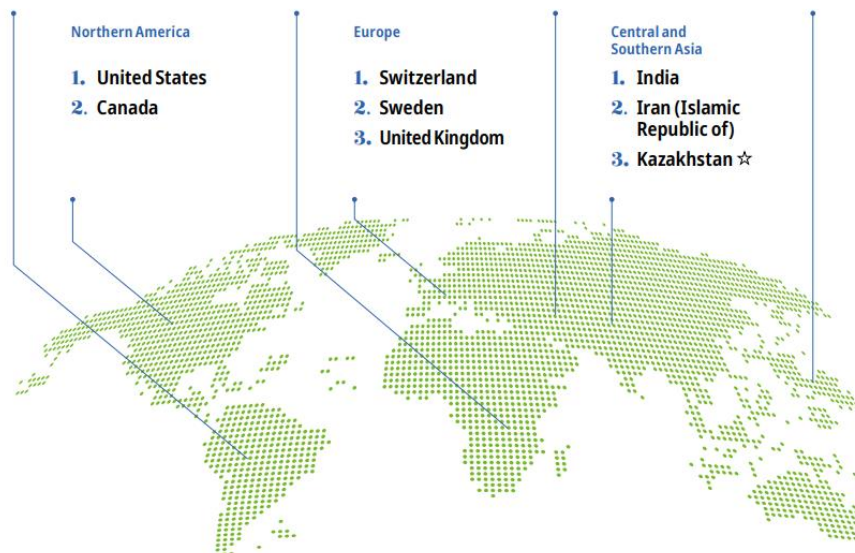 Northern America
1. United States
2. Canada
Europe
1. Switzerland
2. Sweden
3. United Kingdom
Central and
Southern Asia
1. India
2. Iran (Islamic
Republic of)
3. Kazakhstan ☆